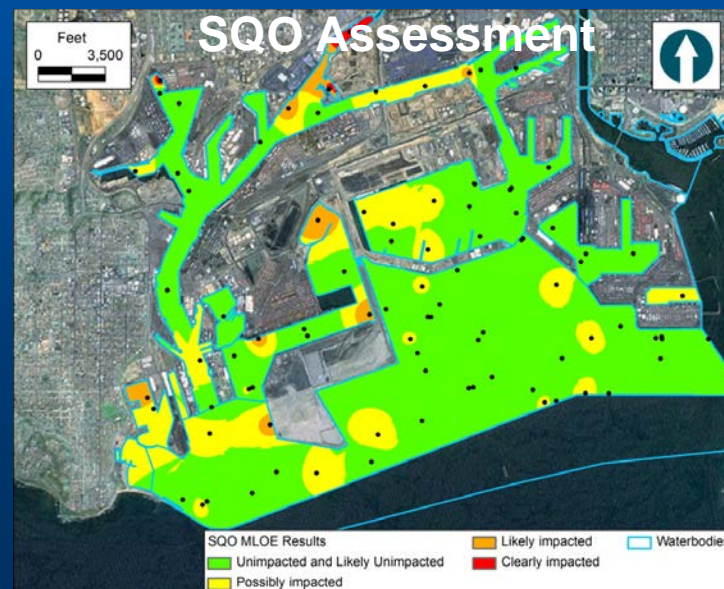 SQO Assessment
Feet
0 3,500
SQO MLOE Results
Unimpacted and Likely Unimpacted
Possibly impacted
Likely impacted
Clearly impacted
Waterbodies